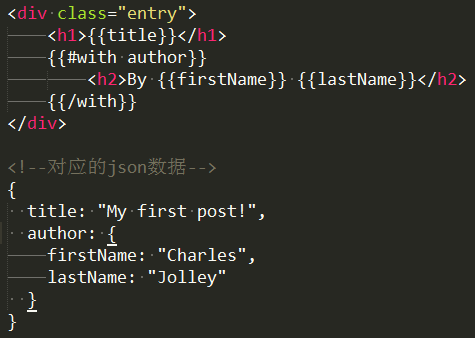 <div class="entry">
    <h1>{{title}}</h1>
    {{#with author}}
        <h2>By {{firstName}} {{lastName}}</h2>
    {{/with}}
</div>

<!--对应的json数据-->
{
  title: "My first post!",
  author: {
    firstName: "Charles",
    lastName: "Jolley"
  }
}